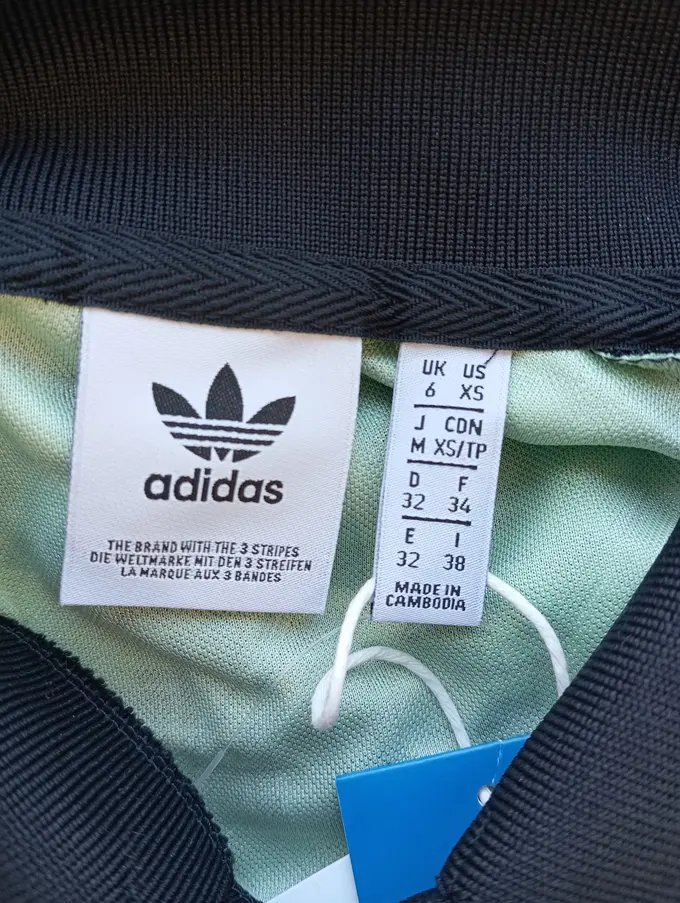 adidas
THE BRAND WITH THE 3 STRIPES
DIE WELTMARKE MIT DEN 3 STREIFEN
LA MARQUE AUX 3 BANDES
UK US
6 XS
J CDN
M XS/TP
D F
32 34
E I
32 38
MADE IN
CAMBODIA